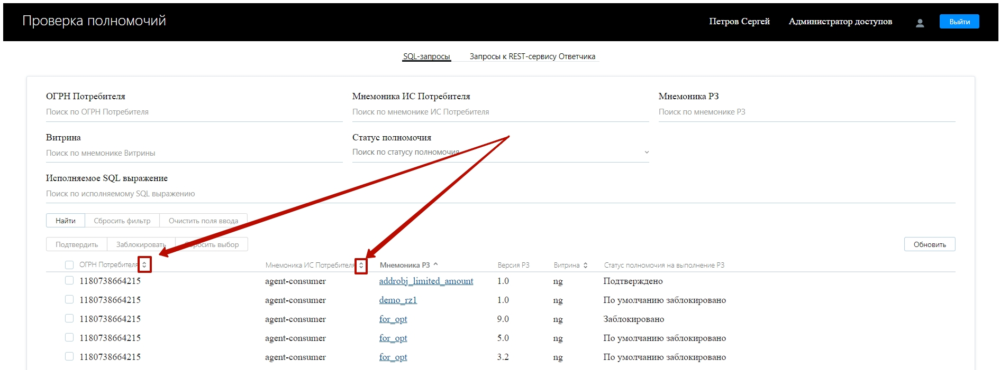 Проверка полномочий Петров Сергей Администратор доступов Выйти
SQL-запросы Запросы к REST-сервису Ответчика
ОГРН Потребителя Мнемоника ИС Потребителя Мнемоника РЗ
Поиск по ОГРН Потребителя Поиск по мнемонике ИС Потребителя Поиск по мнемонике РЗ
Витрина Статус полномочия
Поиск по мнемонике Витрины Поиск по статусу полномочия
Исполняемое SQL выражение
Поиск по исполняемому SQL выражению
Найти Сбросить фильтр Очистить поля ввода
Подтвердить Заблокировать Сбросить выбор Обновить
ОГРН Потребителя Мнемоника ИС Потребителя Мнемоника РЗ Версия РЗ Витрина Статус полномочия на выполнение РЗ
1180738664215 agent-consumer addrobj_limited_amount 1.0 ng Подтверждено
1180738664215 agent-consumer demo_rz1 1.0 ng По умолчанию заблокировано
1180738664215 agent-consumer for_opt 9.0 ng Заблокировано
1180738664215 agent-consumer for_opt 5.0 ng По умолчанию заблокировано
1180738664215 agent-consumer for_opt 3.2 ng По умолчанию заблокировано